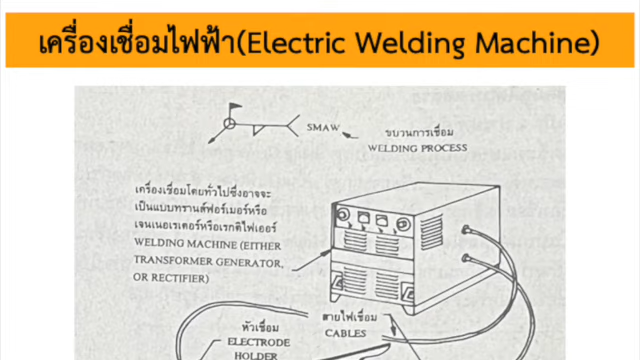 เครื่องเชื่อมไฟฟ้า(Electric Welding Machine)
SMAW
ขบวนการเชื่อม
WELDING PROCESS
เครื่องเชื่อมโดยทั่วไปซึ่งอาจจะ
เป็นแบบทรานส์ฟอร์เมอร์หรือ
เจนเนอเรเตอร์หรือเรกติไฟเออร์
WELDING MACHINE (EITHER
TRANSFORMER GENERATOR,
OR RECTIFIER)
สายไฟเชื่อม
CABLES
หัวเชื่อม
ELECTRODE
HOLDER